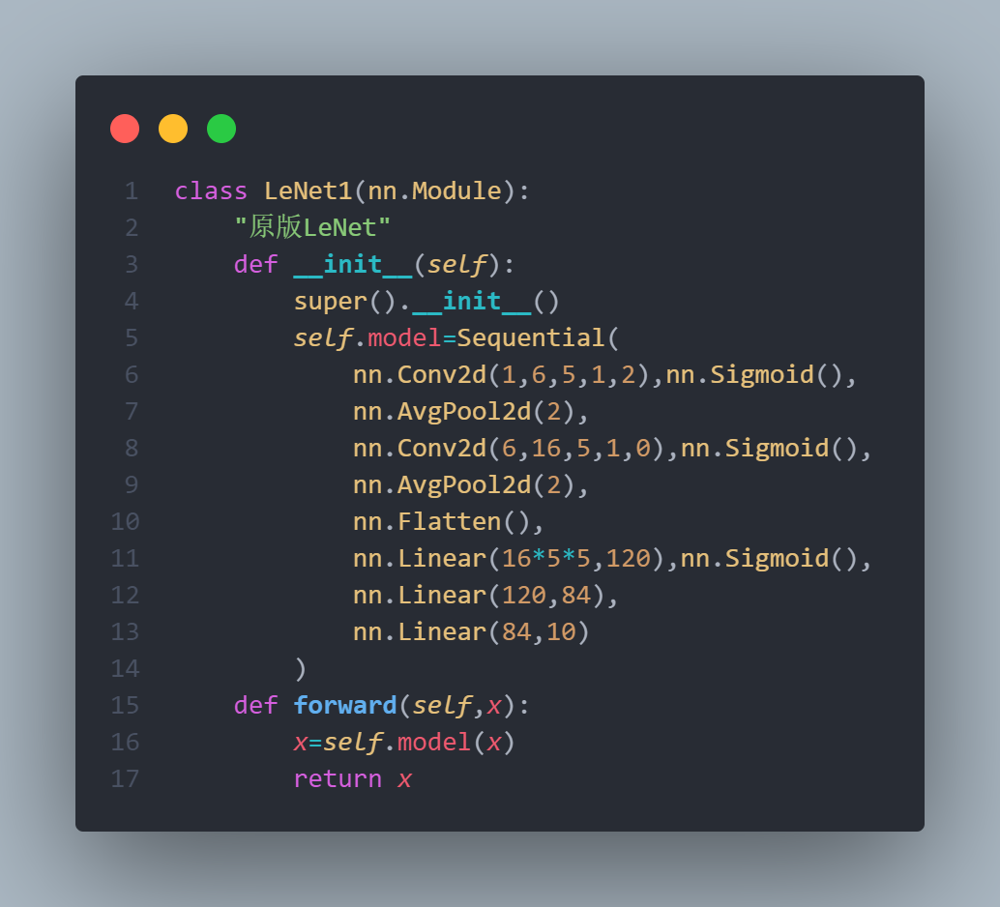 1 class LeNet1(nn.Module):
2     "原版LeNet"
3     def __init__(self):
4         super().__init__()
5         self.model=Sequential(
6             nn.Conv2d(1,6,5,1,2),nn.Sigmoid(),
7             nn.AvgPool2d(2),
8             nn.Conv2d(6,16,5,1,0),nn.Sigmoid(),
9             nn.AvgPool2d(2),
10             nn.Flatten(),
11             nn.Linear(16*5*5,120),nn.Sigmoid(),
12             nn.Linear(120,84),
13             nn.Linear(84,10)
14         )
15     def forward(self,x):
16         x=self.model(x)
17         return x